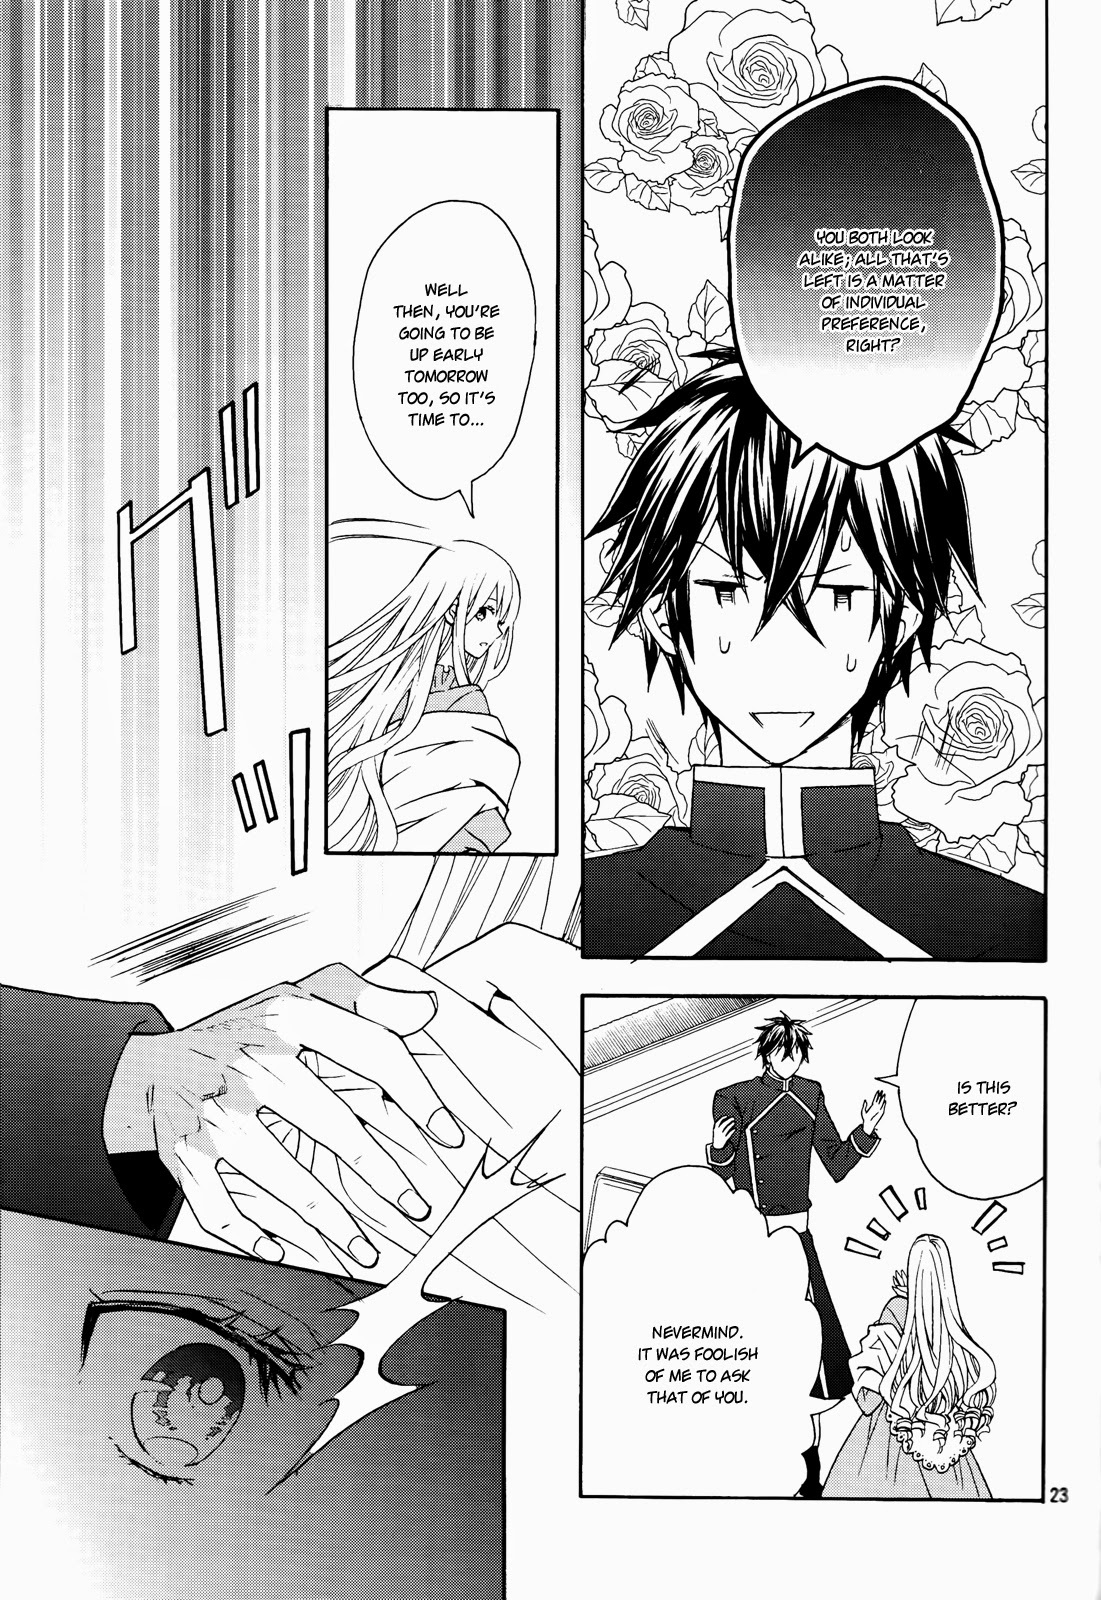 YOU BOTH LOOK
ALIKE; ALL THAT'S
LEFT IS A MATTER
OF INDIVIDUAL
PREFERENCE,
RIGHT?
IS THIS
BETTER?
NEVERMIND.
IT WAS FOOLISH
OF ME TO ASK
THAT OF YOU.
WELL
THEN, YOU'RE
GOING TO BE
UP EARLY
TOMORROW
TOO, SO IT'S
TIME TO...
グ
23